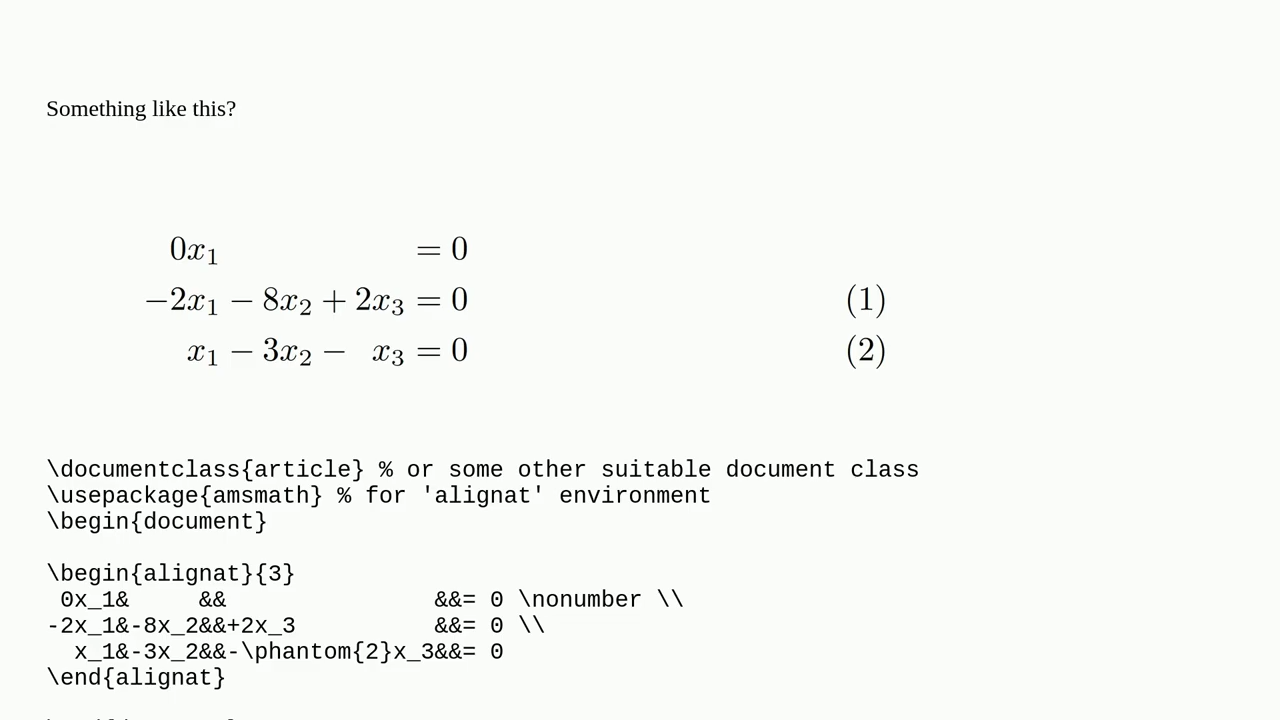 Something like this?
0x₁ = 0
−2x₁ − 8x₂ + 2x₃ = 0 (1)
x₁ − 3x₂ − x₃ = 0 (2)
\documentclass{article} % or some other suitable document class
\usepackage{amsmath} % for 'alignat' environment
\begin{document}
\begin{alignat}{3}
 0x_1&     &&               &&= 0 \nonumber \\
-2x_1&-8x_2&&+2x_3          &&= 0 \\
  x_1&-3x_2&&-\phantom{2}x_3&&= 0
\end{alignat}